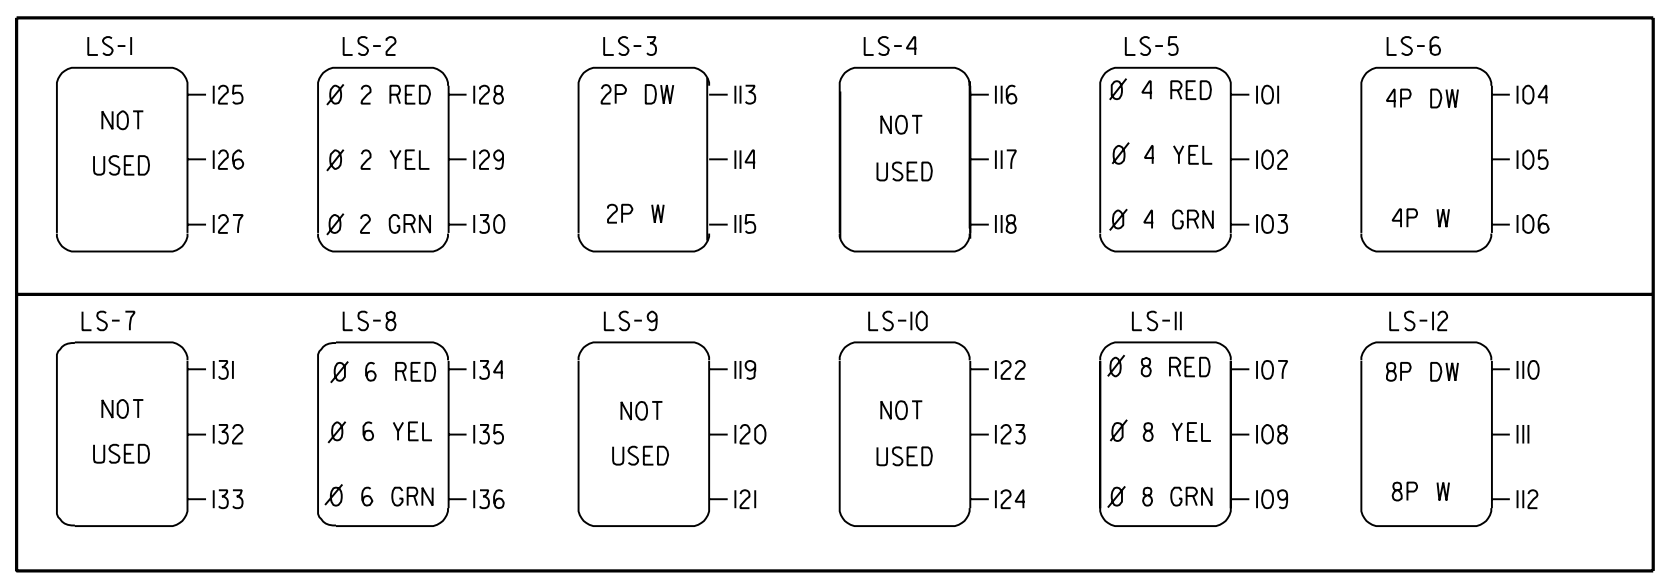 LS-1 LS-2 LS-3 LS-4 LS-5 LS-6
Ø 2 RED 128 2P DW 113 116 Ø 4 RED 101 4P DW 104
125
NOT NOT
USED 126 Ø 2 YEL 129 114 USED 117 Ø 4 YEL 102 105
127 Ø 2 GRN 130 2P W 115 118 Ø 4 GRN 103 4P W 106
LS-7 LS-8 LS-9 LS-10 LS-11 LS-12
131 Ø 6 RED 134 119 122 Ø 8 RED 107 8P DW 110
NOT NOT NOT
132 Ø 6 YEL 135 120 123 Ø 8 YEL 108 111
USED USED USED
133 Ø 6 GRN 136 121 124 Ø 8 GRN 109 8P W 112